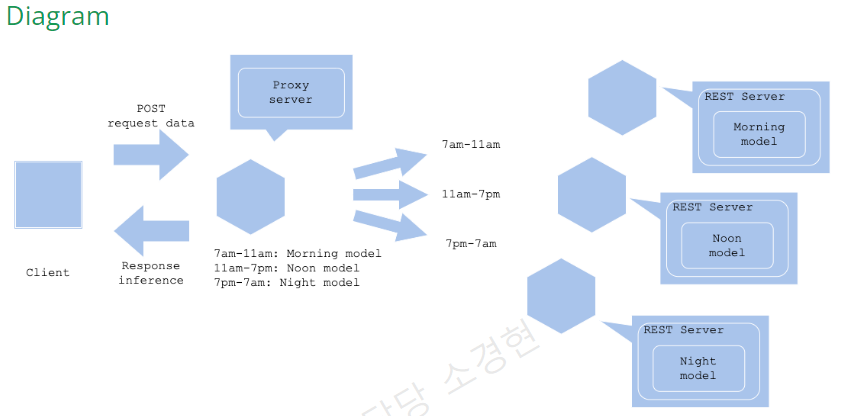 Diagram
Proxy
server
POST
request data
Client
Response
inference
7am-11am: Morning model
11am-7pm: Noon model
7pm-7am: Night model
7am-11am
11am-7pm
7pm-7am
REST Server
Morning
model
REST Server
Noon
model
REST Server
Night
model
담당 소경현